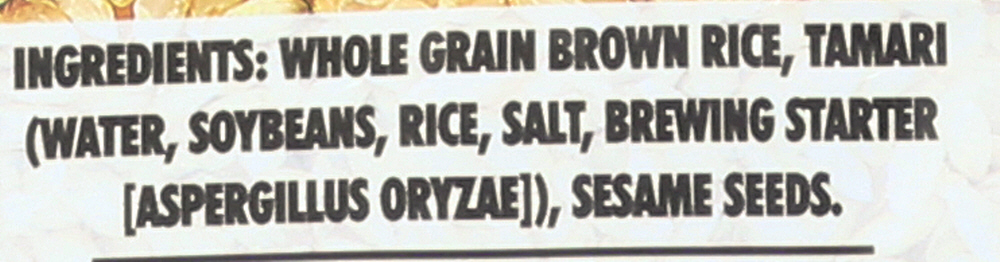 INGREDIENTS: WHOLE GRAIN BROWN RICE, TAMARI
(WATER, SOYBEANS, RICE, SALT, BREWING STARTER
[ASPERGILLUS ORYZAE]), SESAME SEEDS.